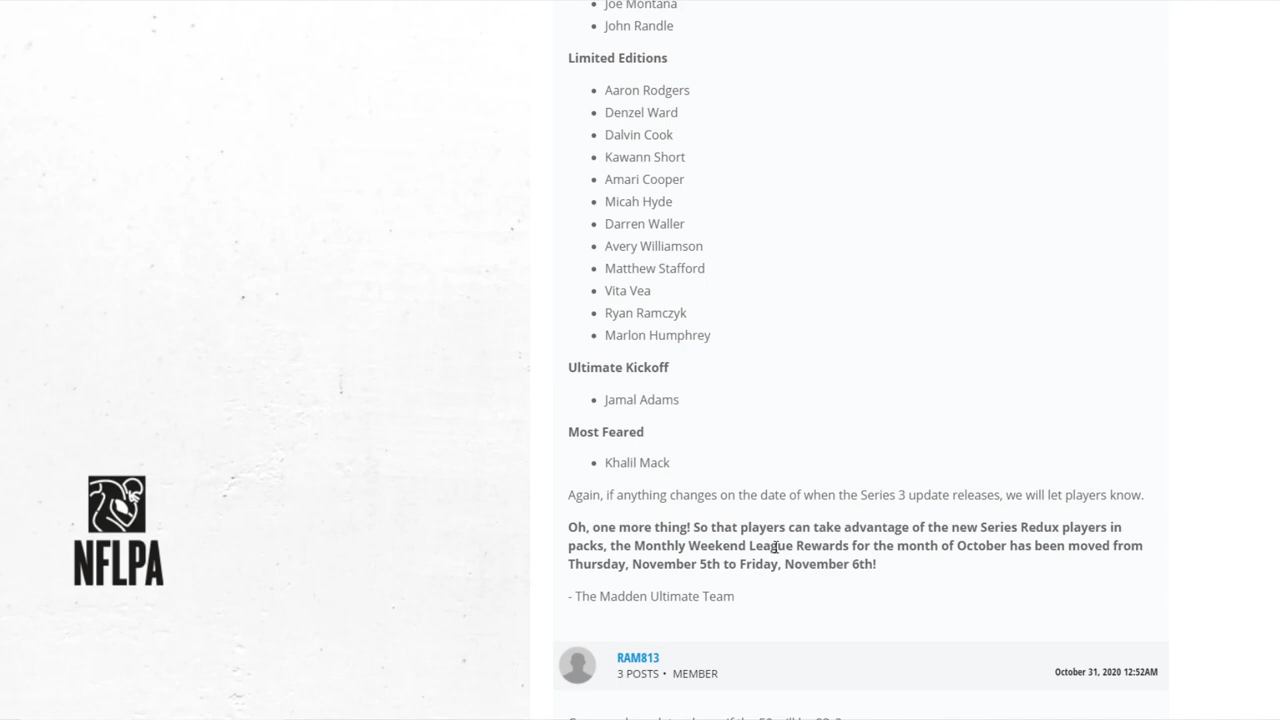 Joe Montana
John Randle
Limited Editions
Aaron Rodgers
Denzel Ward
Dalvin Cook
Kawann Short
Amari Cooper
Micah Hyde
Darren Waller
Avery Williamson
Matthew Stafford
Vita Vea
Ryan Ramczyk
Marlon Humphrey
Ultimate Kickoff
Jamal Adams
Most Feared
Khalil Mack
Again, if anything changes on the date of when the Series 3 update releases, we will let players know.
Oh, one more thing! So that players can take advantage of the new Series Redux players in
packs, the Monthly Weekend League Rewards for the month of October has been moved from
Thursday, November 5th to Friday, November 6th!
- The Madden Ultimate Team
NFLPA
RAM813
3 POSTS • MEMBER
October 31, 2020 12:52AM